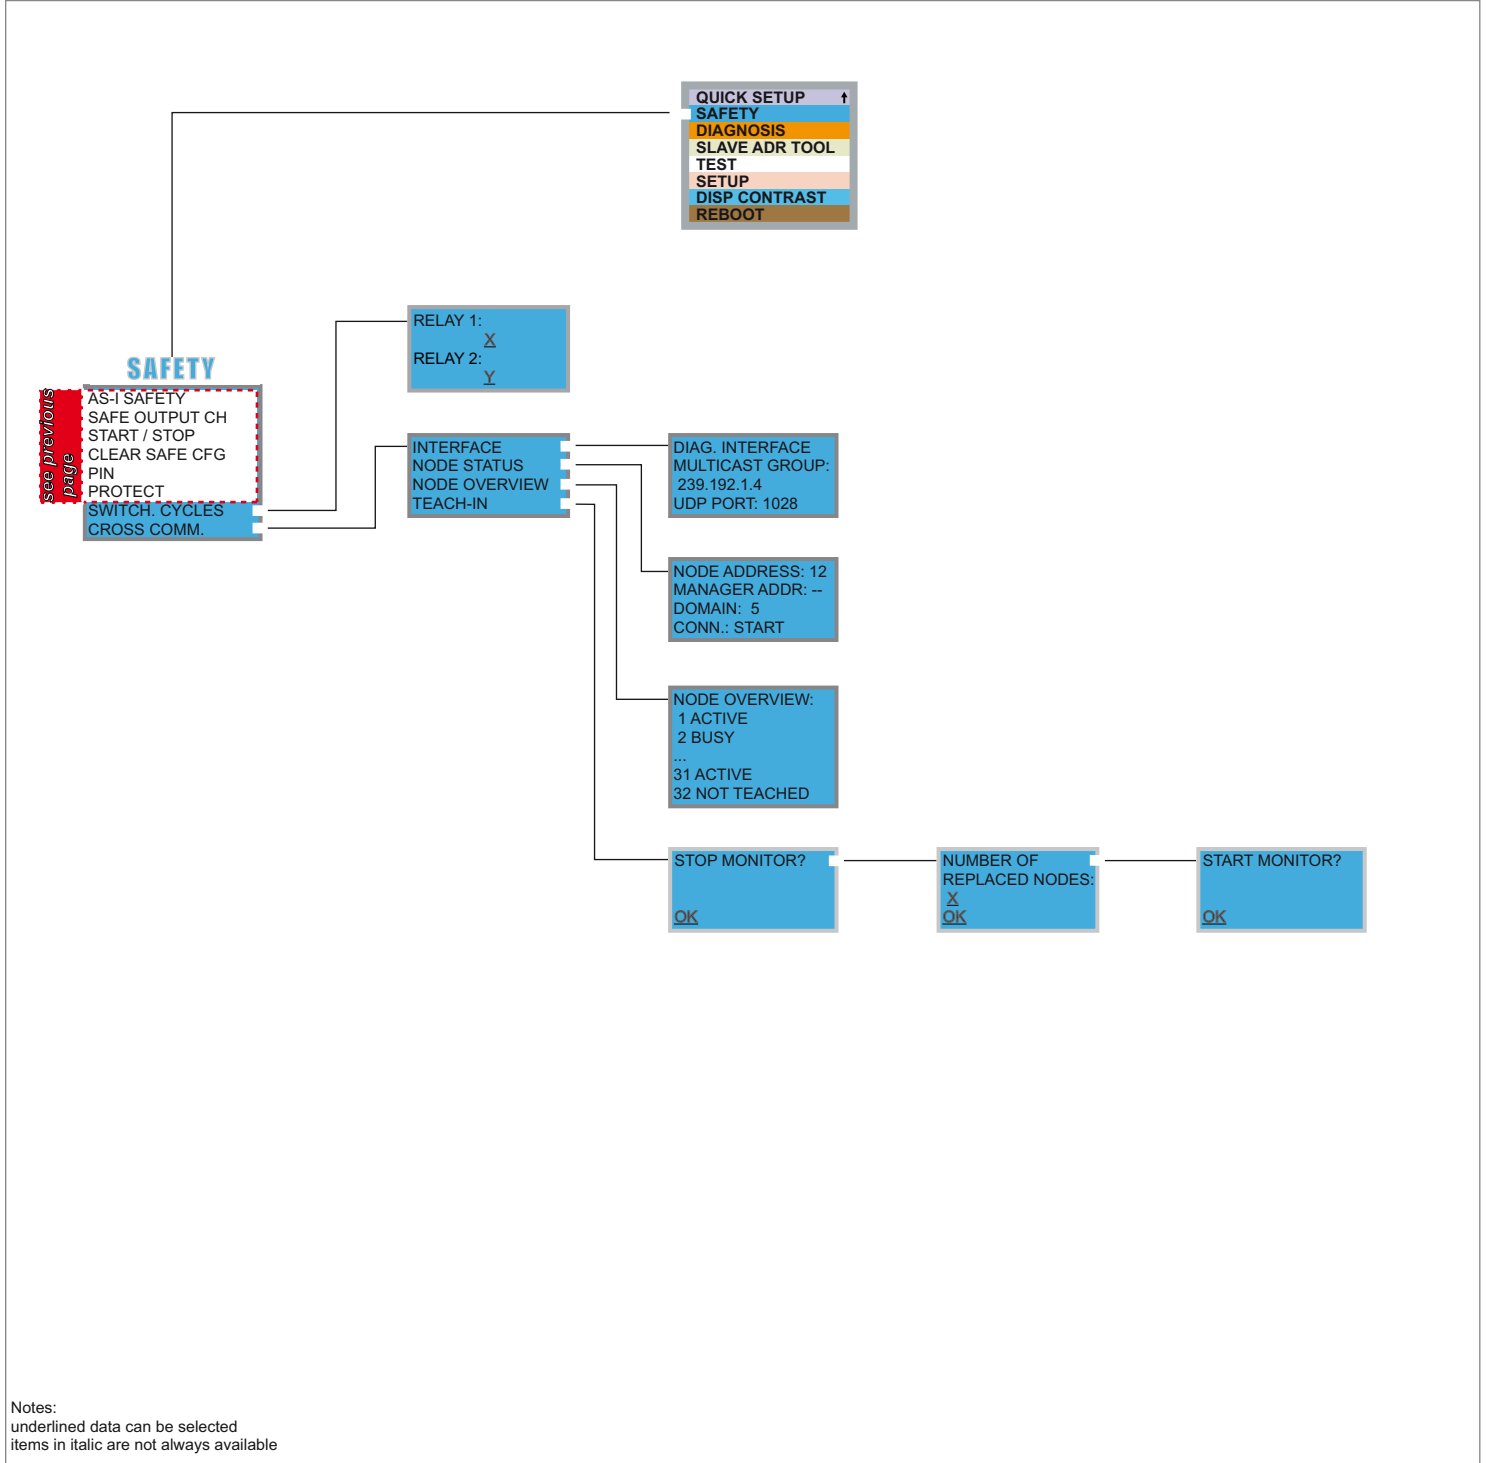 QUICK SETUP
SAFETY
DIAGNOSIS
SLAVE ADR TOOL
TEST
SETUP
DISP CONTRAST
REBOOT
SAFETY
see previous
page
AS-I SAFETY
SAFE OUTPUT CH
START / STOP
CLEAR SAFE CFG
PIN
PROTECT
SWITCH. CYCLES
CROSS COMM.
RELAY 1:
X
RELAY 2:
Y
INTERFACE
NODE STATUS
NODE OVERVIEW
TEACH-IN
DIAG. INTERFACE
MULTICAST GROUP:
239.192.1.4
UDP PORT: 1028
NODE ADDRESS: 12
MANAGER ADDR: --
DOMAIN: 5
CONN.: START
NODE OVERVIEW:
1 ACTIVE
2 BUSY
...
31 ACTIVE
32 NOT TEACHED
STOP MONITOR?
OK
NUMBER OF
REPLACED NODES:
X
OK
START MONITOR?
OK
Notes:
underlined data can be selected
items in italic are not always available